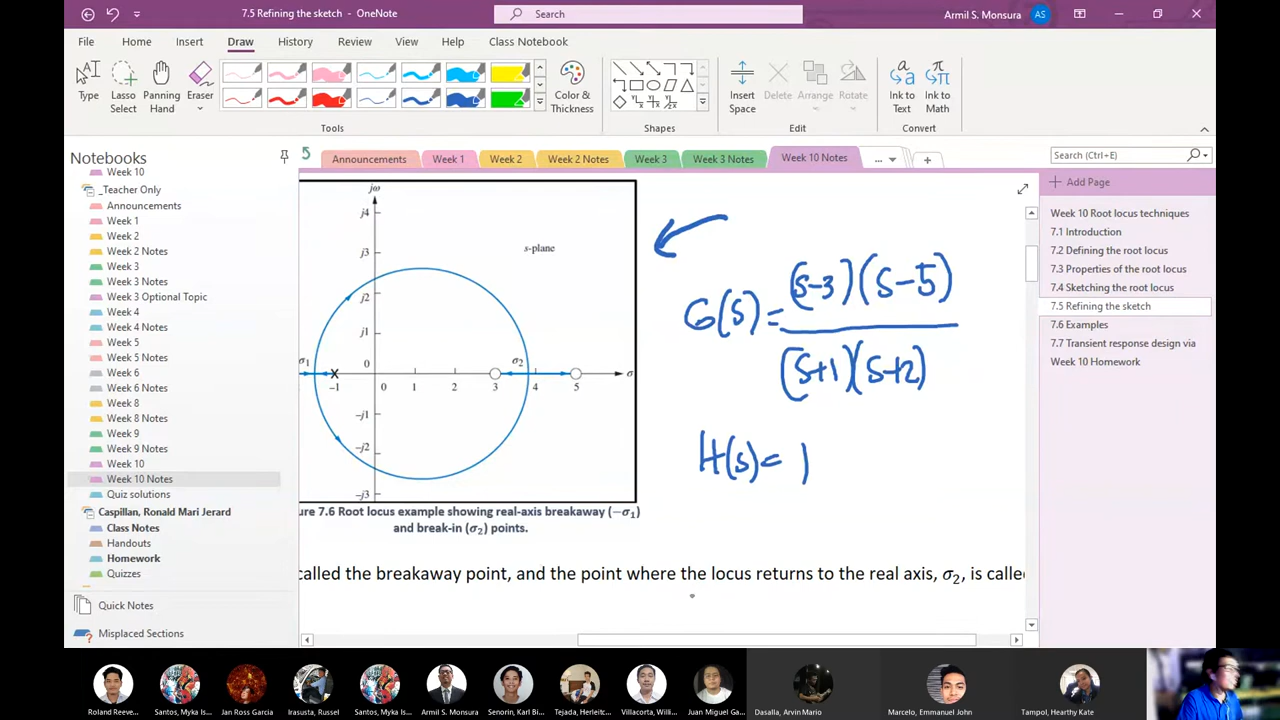 7.5 Refining the sketch - OneNote
Search
Armil S. Monsura
AS
File Home Insert Draw History Review View Help Class Notebook
Type
Lasso Select
Panning Hand
Eraser
Color & Thickness
Insert Space
Delete
Arrange
Rotate
Ink to Text
Ink to Math
Tools
Shapes
Edit
Convert
Notebooks
Announcements Week 1 Week 2 Week 2 Notes Week 3 Week 3 Notes Week 10 Notes ...
Search (Ctrl+E)
Week 10
_Teacher Only
Announcements
Week 1
Week 2
Week 2 Notes
Week 3
Week 3 Notes
Week 3 Optional Topic
Week 4
Week 4 Notes
Week 5
Week 5 Notes
Week 6
Week 6 Notes
Week 8
Week 8 Notes
Week 9
Week 9 Notes
Week 10
Week 10 Notes
Quiz solutions
Caspillan, Ronald Mari Jerard
Class Notes
Handouts
Homework
Quizzes
Quick Notes
Misplaced Sections
jω
j4
j3
s-plane
j2
j1
σ1 0 σ2
σ
-1 0 1 2 3 4 5
-j1
-j2
-j3
ure 7.6 Root locus example showing real-axis breakaway (−σ1)
and break-in (σ2) points.
G(s)= (s-3)(s-5)
(s+1)(s+2)
H(s)= 1
called the breakaway point, and the point where the locus returns to the real axis, σ2, is calle
Add Page
Week 10 Root locus techniques
7.1 Introduction
7.2 Defining the root locus
7.3 Properties of the root locus
7.4 Sketching the root locus
7.5 Refining the sketch
7.6 Examples
7.7 Transient response design via
Week 10 Homework
Roland Reeve...
Santos, Myka Is...
Jan Ross Garcia
Irasusta, Russel
Santos, Myka Is...
Armil S. Monsura
Senorin, Karl Bi...
Tejada, Herleitc...
Villacorta, Willi...
Juan Miguel Ga...
Dasalla, Arvin Mario
Marcelo, Emmanuel John
Tampol, Hearthy Kate